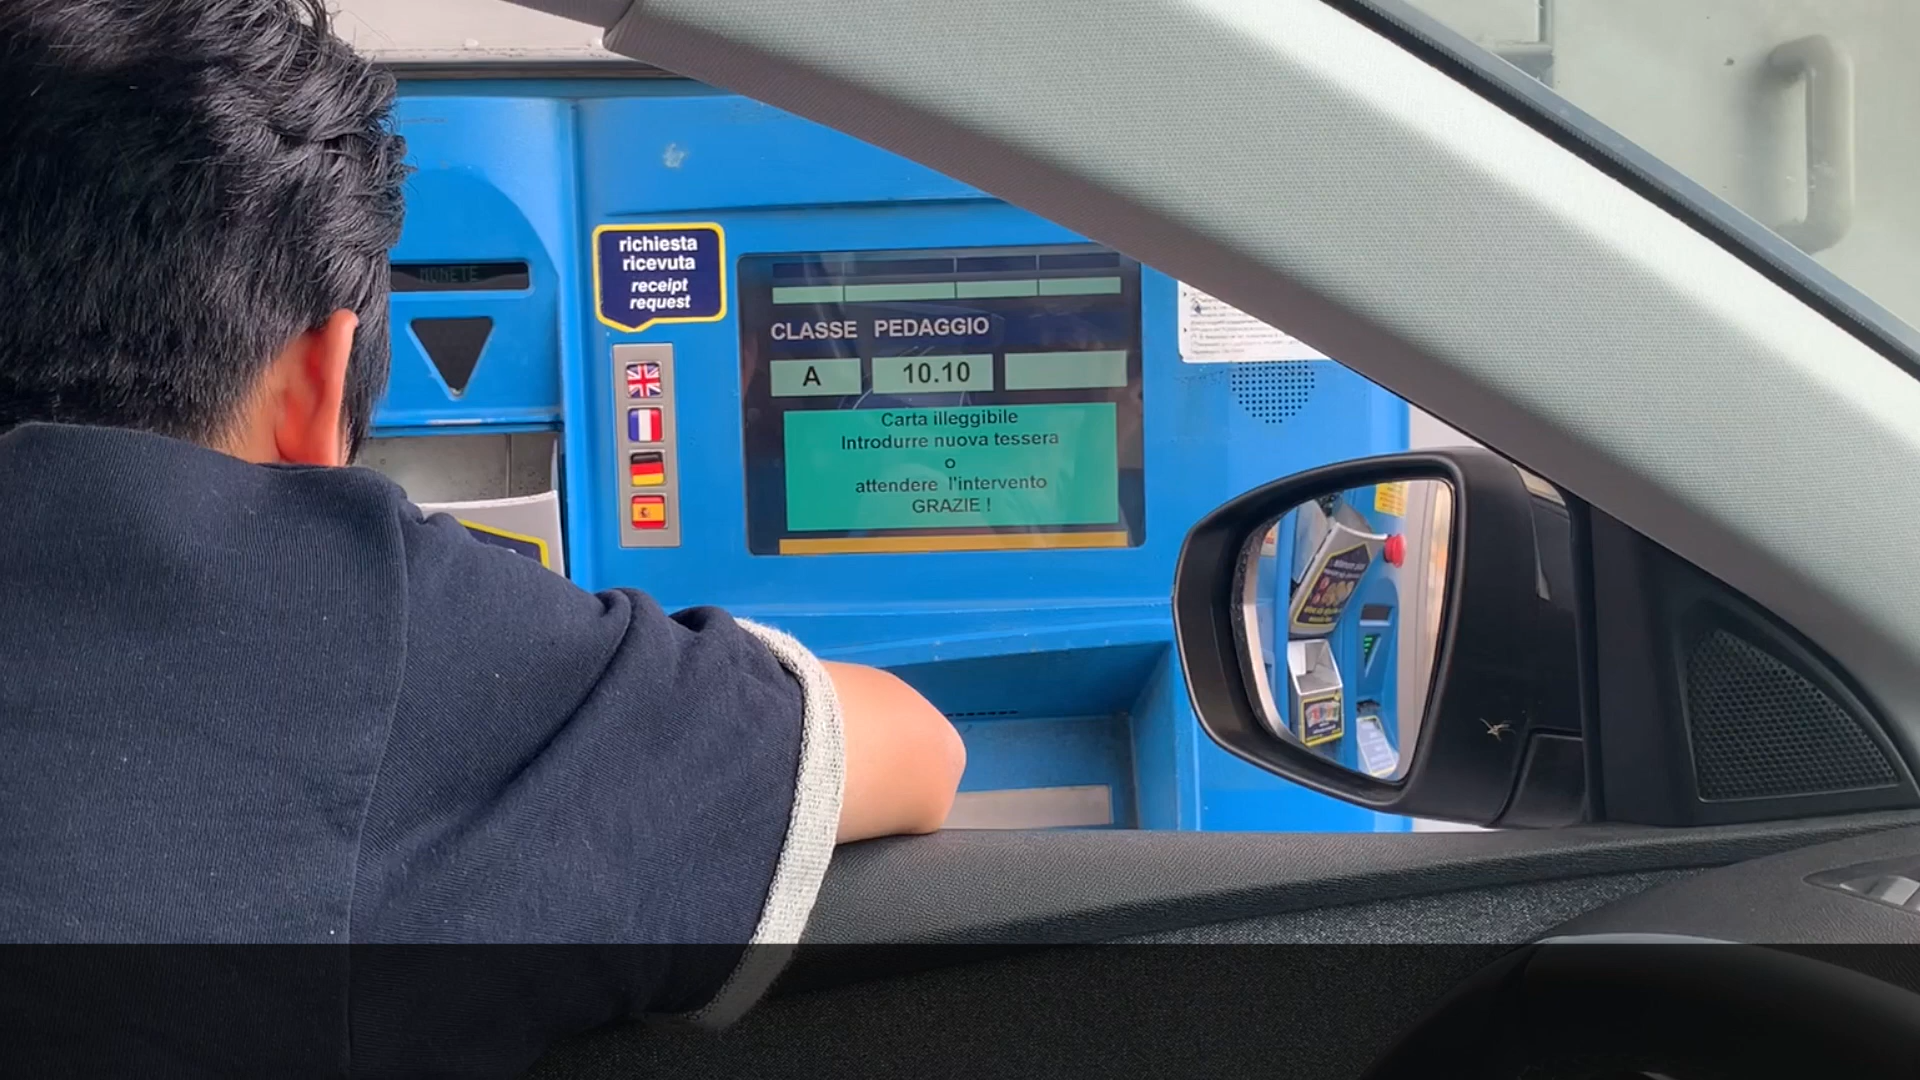 MONETE
richiesta
ricevuta
receipt
request
CLASSE PEDAGGIO
A 10.10
Carta illeggibile
Introdurre nuova tessera
o
attendere l'intervento
GRAZIE !